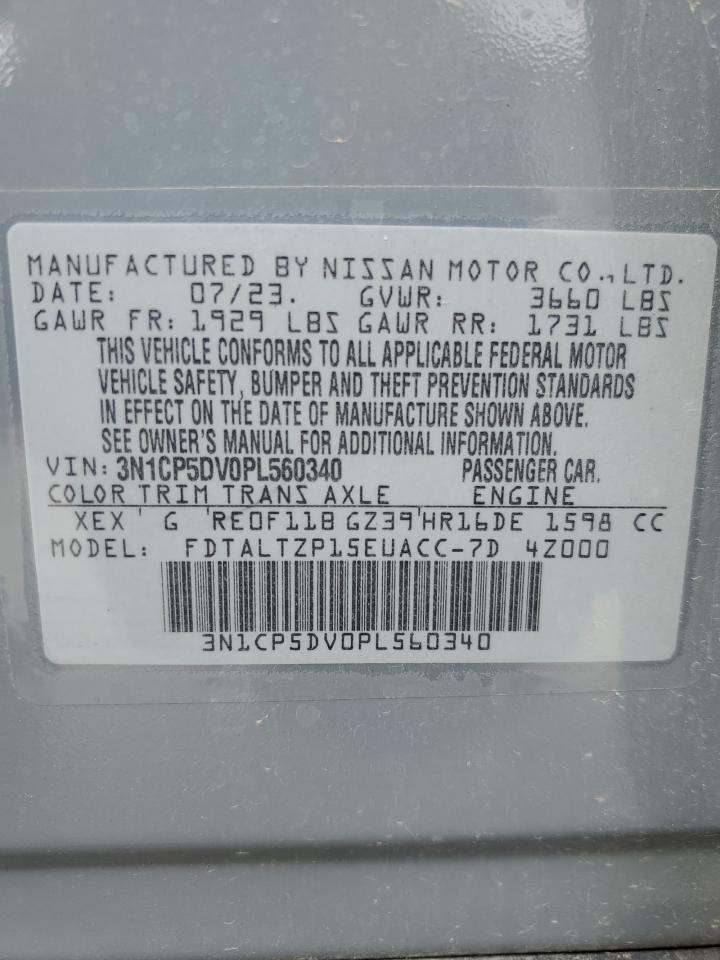 MANUFACTURED BY NISSAN MOTOR CO.,LTD.
DATE: 07/23. GVWR: 3660 LBS
GAWR FR: 1929 LBS GAWR RR: 1731 LBS
THIS VEHICLE CONFORMS TO ALL APPLICABLE FEDERAL MOTOR
VEHICLE SAFETY, BUMPER AND THEFT PREVENTION STANDARDS
IN EFFECT ON THE DATE OF MANUFACTURE SHOWN ABOVE.
SEE OWNER'S MANUAL FOR ADDITIONAL INFORMATION.
VIN: 3N1CP5DV0PL560340 PASSENGER CAR.
COLOR TRIM TRANS AXLE ENGINE
XEX ' G ' RE0F11B GZ39 'HR16DE 1598 CC
MODEL: FDTALTZP15EUACC-7D 4Z000
3N1CP5DV0PL560340